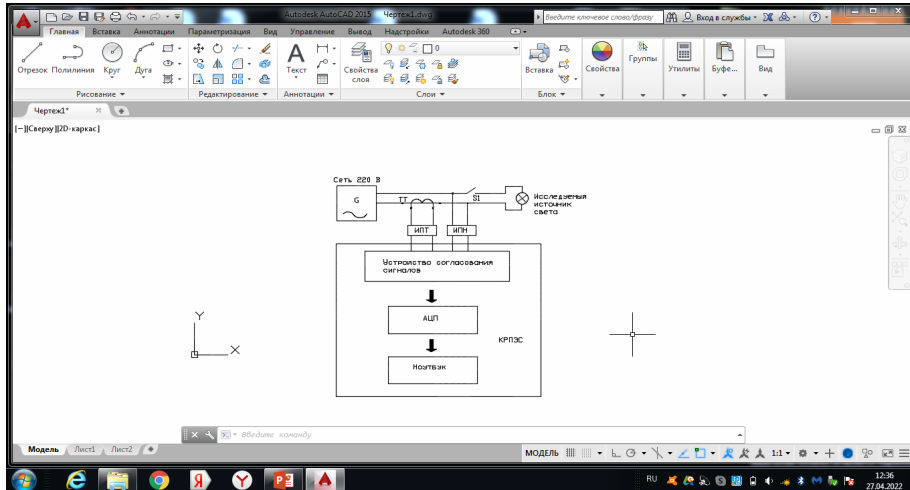 Autodesk AutoCAD 2015 Чертеж1.dwg
Введите ключевое слово/фразу
Вход в службы
Главная Вставка Аннотации Параметризация Вид Управление Вывод Надстройки Autodesk 360
Отрезок Полилиния Круг Дуга
Текст
Свойства слоя
0
Вставка
Свойства
Группы
Утилиты
Буфе...
Вид
Рисование
Редактирование
Аннотации
Слои
Блок
Чертеж1*
[−][Сверху][2D-каркас]
Сеть 220 В
G
ТТ
S1
Исследуемый
источник
света
ИПТ
ИПН
Устройство согласования
сигналов
АЦП
КРПЭС
Ноутбук
Y
X
Введите команду
Модель Лист1 Лист2
МОДЕЛЬ
1:1
RU
12:36
27.04.2022